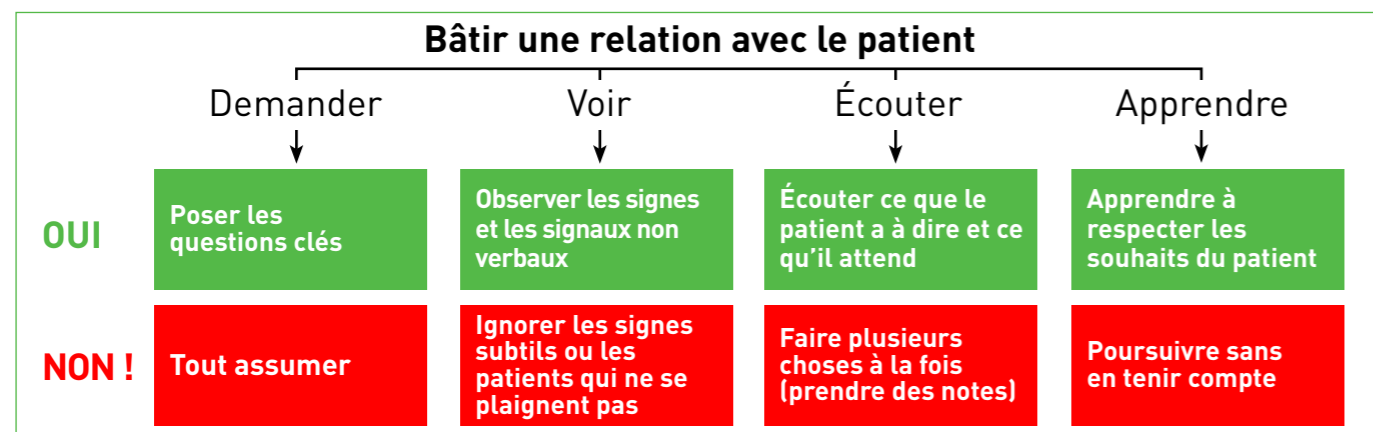 Bâtir une relation avec le patient
Demander
Voir
Écouter
Apprendre
OUI
Poser les
questions clés
Observer les signes
et les signaux non
verbaux
Écouter ce que le
patient a à dire et ce
qu’il attend
Apprendre à
respecter les
souhaits du patient
NON !
Tout assumer
Ignorer les signes
subtils ou les
patients qui ne se
plaignent pas
Faire plusieurs
choses à la fois
(prendre des notes)
Poursuivre sans
en tenir compte